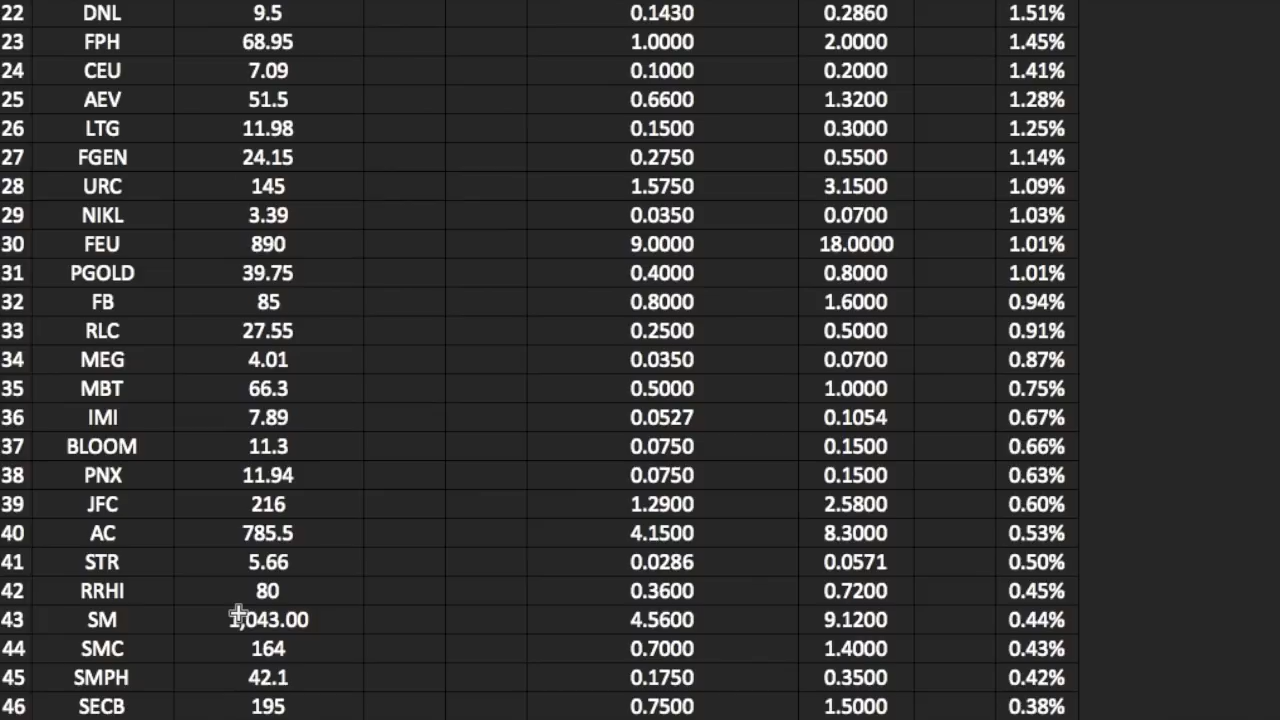 22 DNL 9.5 0.1430 0.2860 1.51%
23 FPH 68.95 1.0000 2.0000 1.45%
24 CEU 7.09 0.1000 0.2000 1.41%
25 AEV 51.5 0.6600 1.3200 1.28%
26 LTG 11.98 0.1500 0.3000 1.25%
27 FGEN 24.15 0.2750 0.5500 1.14%
28 URC 145 1.5750 3.1500 1.09%
29 NIKL 3.39 0.0350 0.0700 1.03%
30 FEU 890 9.0000 18.0000 1.01%
31 PGOLD 39.75 0.4000 0.8000 1.01%
32 FB 85 0.8000 1.6000 0.94%
33 RLC 27.55 0.2500 0.5000 0.91%
34 MEG 4.01 0.0350 0.0700 0.87%
35 MBT 66.3 0.5000 1.0000 0.75%
36 IMI 7.89 0.0527 0.1054 0.67%
37 BLOOM 11.3 0.0750 0.1500 0.66%
38 PNX 11.94 0.0750 0.1500 0.63%
39 JFC 216 1.2900 2.5800 0.60%
40 AC 785.5 4.1500 8.3000 0.53%
41 STR 5.66 0.0286 0.0571 0.50%
42 RRHI 80 0.3600 0.7200 0.45%
43 SM 1,043.00 4.5600 9.1200 0.44%
44 SMC 164 0.7000 1.4000 0.43%
45 SMPH 42.1 0.1750 0.3500 0.42%
46 SECB 195 0.7500 1.5000 0.38%